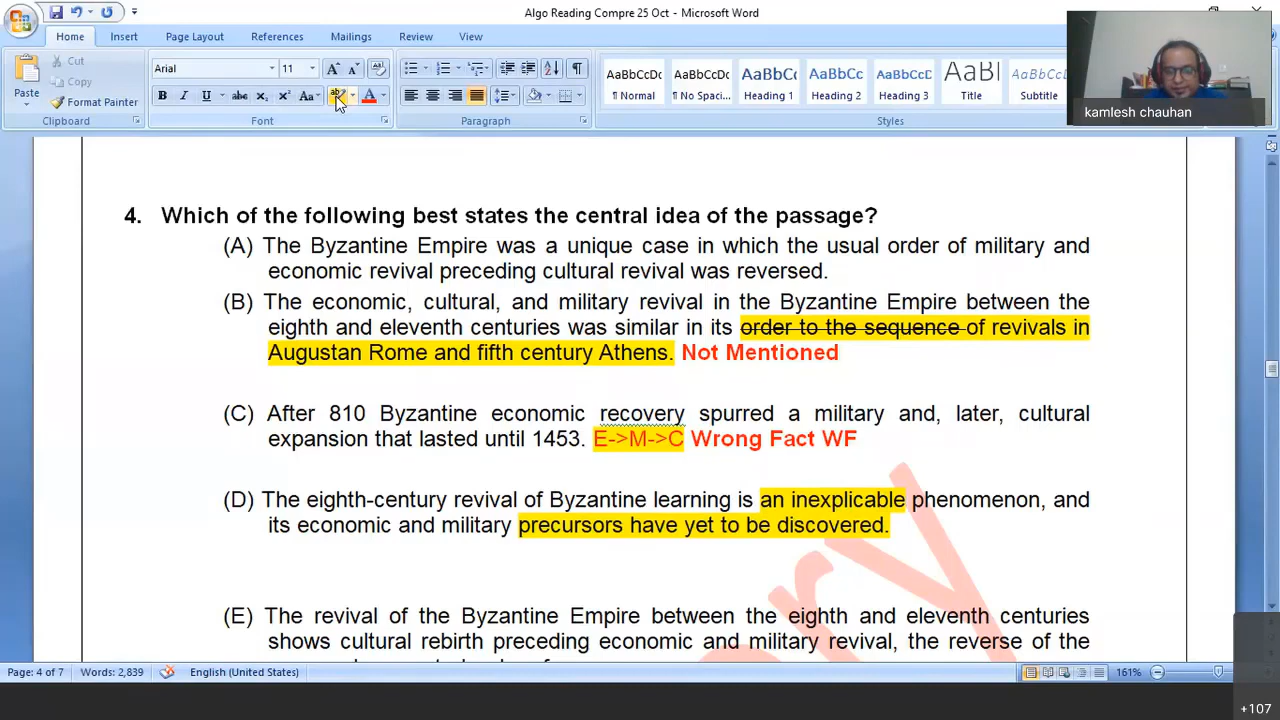 Algo Reading Compre 25 Oct - Microsoft Word
Home Insert Page Layout References Mailings Review View
Cut
Copy
Format Painter
Paste
Clipboard
Arial 11
Font
Paragraph
AaBbCcDc AaBbCcDc AaBbCc AaBbCc AaBbCc AaBl AaBbCcDc
¶ Normal ¶ No Spaci... Heading 1 Heading 2 Heading 3 Title Subtitle
Styles
kamlesh chauhan
4. Which of the following best states the central idea of the passage?
(A) The Byzantine Empire was a unique case in which the usual order of military and
economic revival preceding cultural revival was reversed.
(B) The economic, cultural, and military revival in the Byzantine Empire between the
eighth and eleventh centuries was similar in its order to the sequence of revivals in
Augustan Rome and fifth century Athens. Not Mentioned
(C) After 810 Byzantine economic recovery spurred a military and, later, cultural
expansion that lasted until 1453. E->M->C Wrong Fact WF
(D) The eighth-century revival of Byzantine learning is an inexplicable phenomenon, and
its economic and military precursors have yet to be discovered.
(E) The revival of the Byzantine Empire between the eighth and eleventh centuries
shows cultural rebirth preceding economic and military revival, the reverse of the
Page: 4 of 7 Words: 2,839 English (United States) 161%
+107